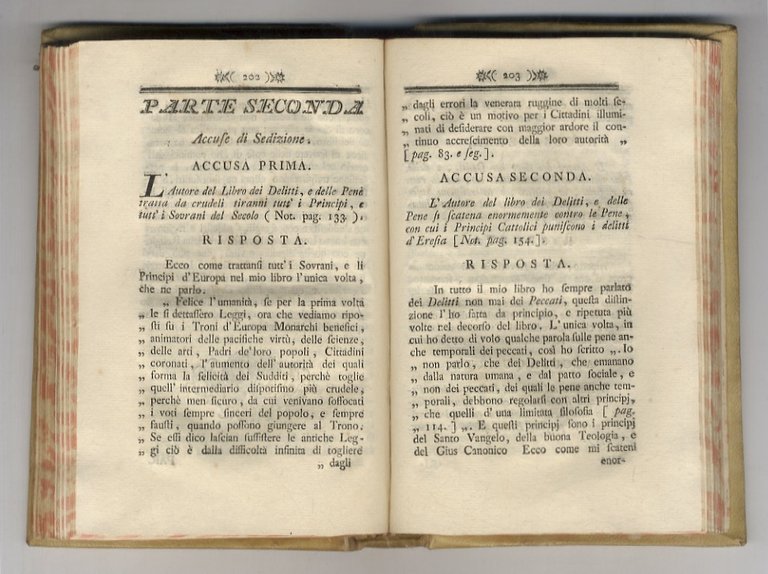 202
PARTE SECONDA
Accuſe di Sedizione.
ACCUSA PRIMA.
L'Autore del Libro dei Delitti, e delle Pene
tratta da crudeli tiranni tutt' i Principi, e
tutt' i Sovrani del Secolo ( Not. pag. 133. ).
RISPOSTA.
Ecco come trattanſi tutt' i Sovrani, e li
Principi d'Europa nel mio libro l'unica volta,
che ne parlo.
„ Felice l'umanità, ſe per la prima volta
„ le ſi dettaſſero Leggi, ora che vediamo ripo-
„ ſti ſu i Troni d'Europa Monarchi benefici,
„ animatori delle pacifiche virtù, delle ſcienze,
„ delle arti, Padri de'loro popoli, Cittadini
„ coronati, l'aumento dell'autorità dei quali
„ forma la felicità dei Sudditi, perchè toglie
„ quell' intermediario diſpotiſmo più crudele,
„ perchè men ſicuro, da cui venivano ſoffocati
„ i voti ſempre ſinceri del popolo, e ſempre
„ fauſti, quando poſſono giungere al Trono.
„ Se eſſi dico laſcian ſuſſiſtere le antiche Leg-
„ gi ciò è dalla difficoltà infinita di togliere
„ dagli
203
„ dagli errori la venerata ruggine di molti ſe-
„ coli, ciò è un motivo per i Cittadini illumi-
„ nati di deſiderare con maggior ardore il con-
„ tinuo accreſcimento della loro autorità „
[ pag. 83. e ſeg. ].
ACCUSA SECONDA.
L'Autore del libro dei Delitti, e delle
Pene ſi ſcatena enormemente contro le Pene,
con cui i Principi Cattolici puniſcono i delitti
d'Ereſia [ Not. pag. 154. ].
RISPOSTA.
In tutto il mio libro ho ſempre parlato
dei Delitti non mai dei Peccati, queſta diſtin-
zione l'ho fatta da principio, e ripetuta più
volte nel decorſo del libro. L'unica volta, in
cui ho detto di volo qualche parola ſulle pene an-
che temporali dei peccati, così ho ſcritto „. Io
„ non parlo, che dei Delitti, che emanano
„ dalla natura umana, e dal patto ſociale, e
„ non dei peccati, dei quali le pene anche tem-
„ porali, debbono regolarſi con altri principj,
„ che quelli d'una limitata filoſofia [ pag.
„ 114. ] „. E queſti principj ſono i principj
del Santo Vangelo, della buona Teologia, e
del Gius Canonico Ecco come mi ſcateni
enor-